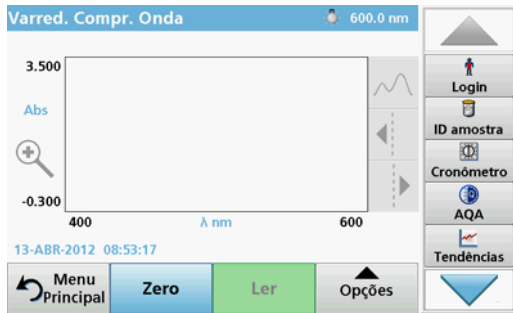 Varred. Compr. Onda
600.0 nm
3.500
Abs
-0.300
400
λ nm
600
13-ABR-2012 08:53:17
Menu
Principal
Zero
Ler
Opções
Login
ID amostra
Cronômetro
AQA
Tendências